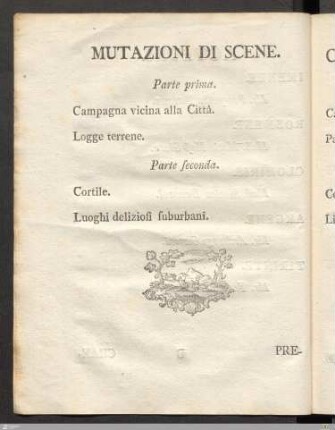 MUTAZIONI DI SCENE.
Parte prima.
Campagna vicina alla Città.
Logge terrene.
Parte ſeconda.
Cortile.
Luoghi delizioſi ſuburbani.
PRE-